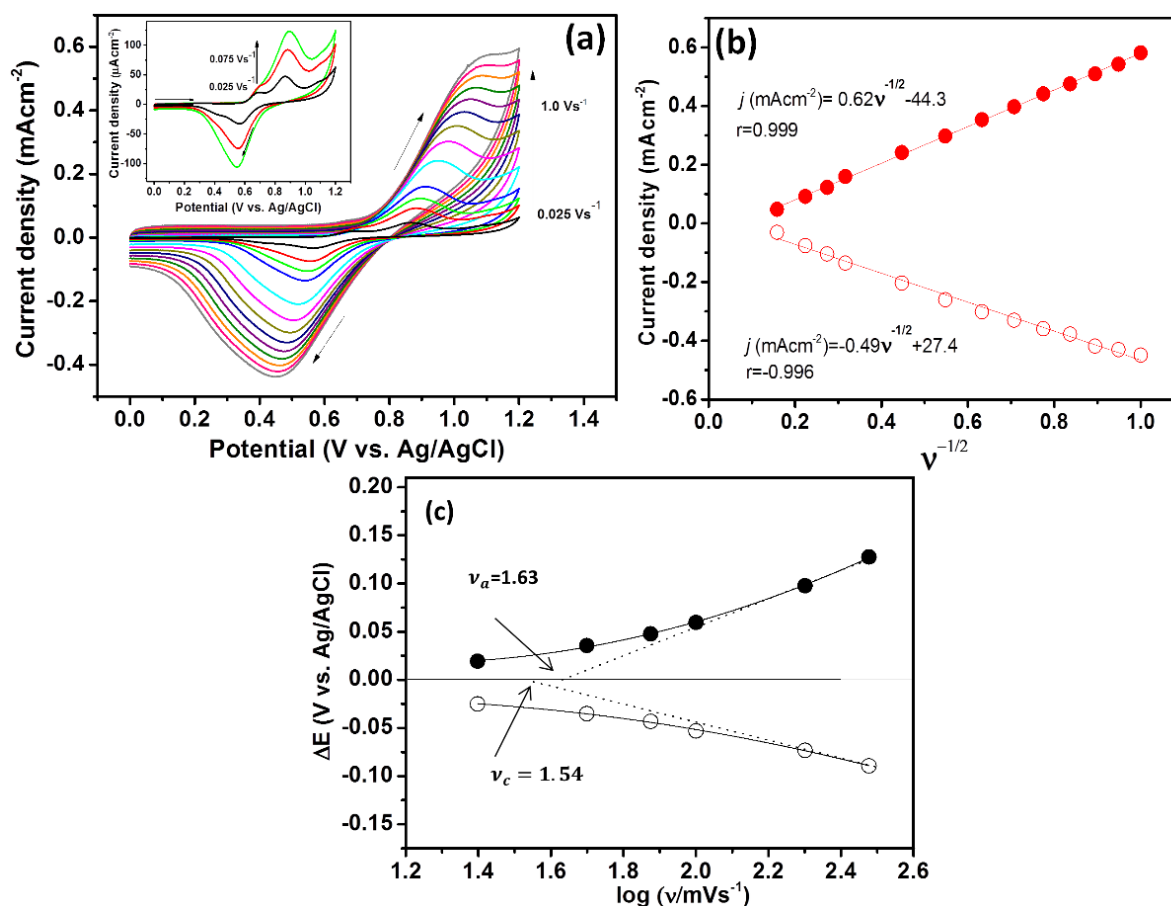 (a)
Current density (mAcm⁻²)
0.6
0.4
0.2
0.0
-0.2
-0.4
0.0 0.2 0.4 0.6 0.8 1.0 1.2 1.4
Potential (V vs. Ag/AgCl)
1.0 Vs⁻¹
0.025 Vs⁻¹
Current density (µAcm⁻²)
100
50
0
-50
-100
0.075 Vs⁻¹
0.025 Vs⁻¹
0.0 0.2 0.4 0.6 0.8 1.0 1.2
Potential (V vs. Ag/AgCl)
(b)
Current density (mAcm⁻²)
0.6
0.4
0.2
0.0
-0.2
-0.4
-0.6
j (mAcm⁻²)= 0.62ν⁻¹/² -44.3
r=0.999
j (mAcm⁻²)=-0.49ν⁻¹/² +27.4
r=-0.996
0.0 0.2 0.4 0.6 0.8 1.0
ν⁻¹/²
(c)
ΔE (V vs. Ag/AgCl)
0.20
0.15
0.10
0.05
0.00
-0.05
-0.10
-0.15
νₐ=1.63
ν_c = 1.54
1.2 1.4 1.6 1.8 2.0 2.2 2.4 2.6
log (ν/mVs⁻¹)